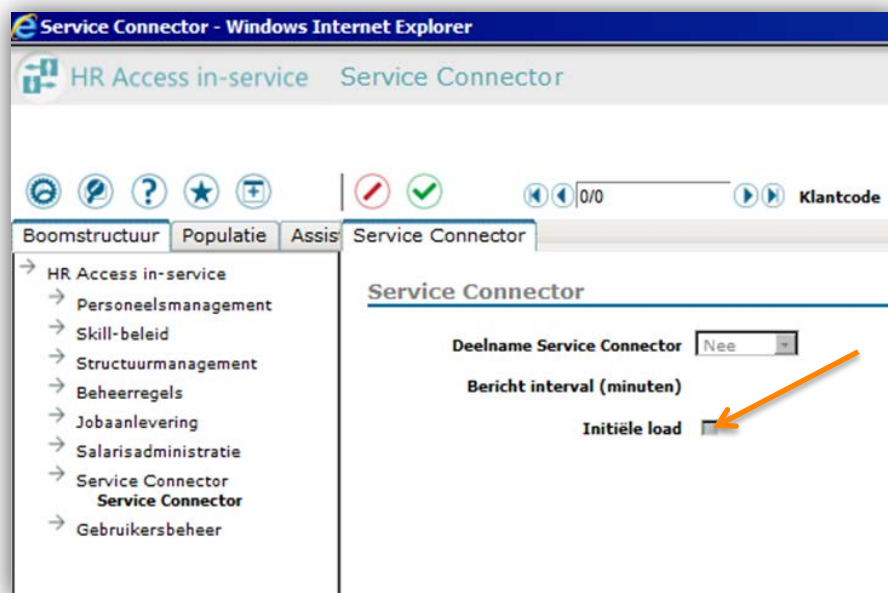 Service Connector - Windows Internet Explorer
HR Access in-service Service Connector
0/0 Klantcode
Boomstructuur Populatie Assis Service Connector
HR Access in-service
Personeelsmanagement
Skill-beleid
Structuurmanagement
Beheerregels
Jobaanlevering
Salarisadministratie
Service Connector
Service Connector
Gebruikersbeheer
Service Connector
Deelname Service Connector Nee
Bericht interval (minuten)
Initiële load